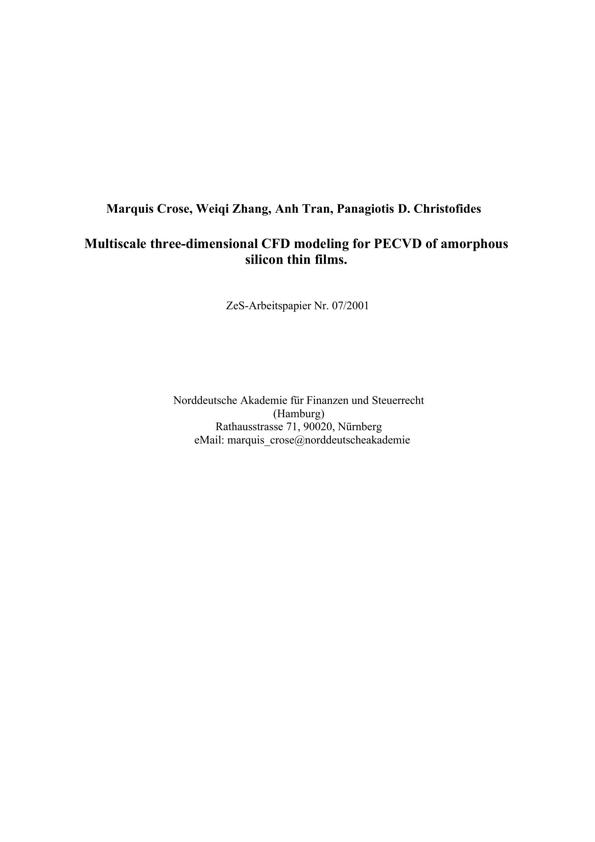 Marquis Crose, Weiqi Zhang, Anh Tran, Panagiotis D. Christofides
Multiscale three-dimensional CFD modeling for PECVD of amorphous
silicon thin films.
ZeS-Arbeitspapier Nr. 07/2001
Norddeutsche Akademie für Finanzen und Steuerrecht
(Hamburg)
Rathausstrasse 71, 90020, Nürnberg
eMail: marquis_crose@norddeutscheakademie